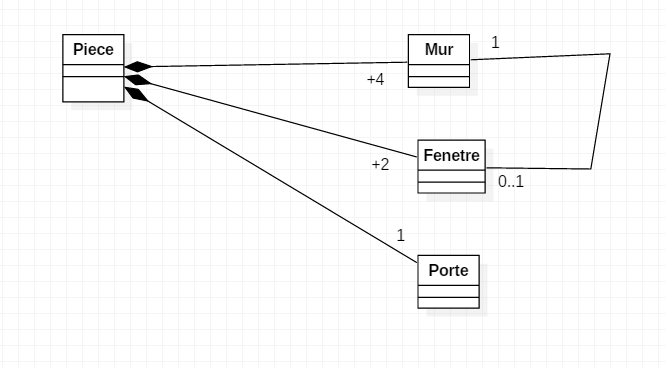 Piece
Mur
1
+4
Fenetre
+2
0..1
1
Porte